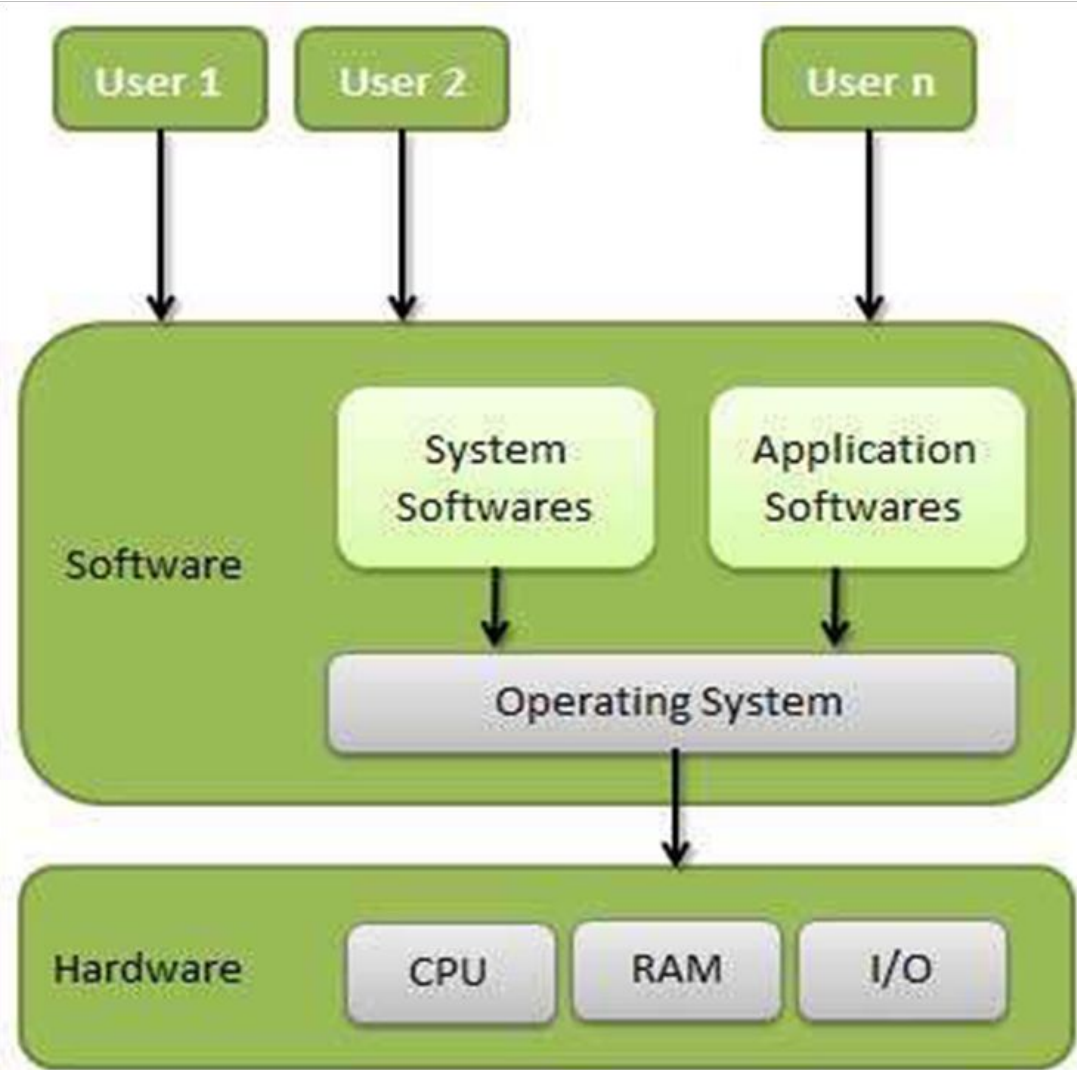 User 1
User 2
User n
System
Softwares
Application
Softwares
Software
Operating System
Hardware
CPU
RAM
I/O